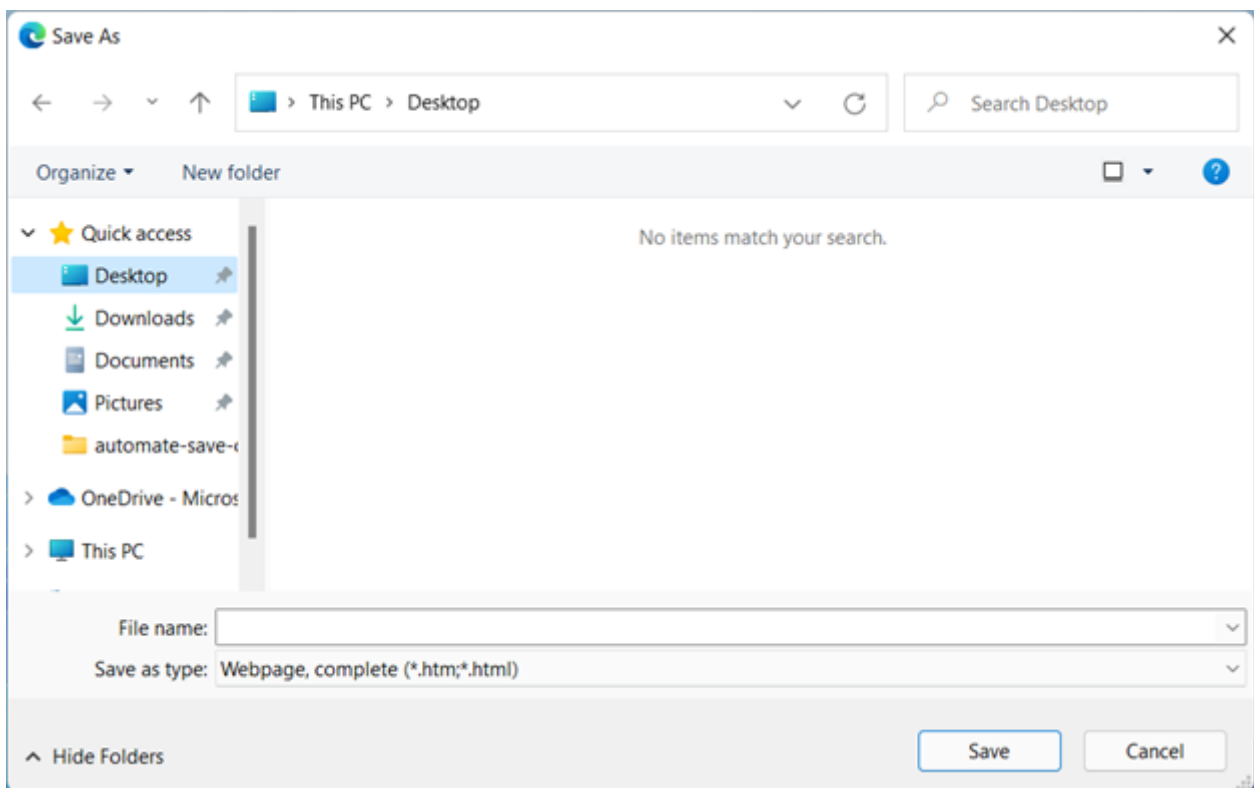 Save As
This PC > Desktop
Search Desktop
Organize
New folder
Quick access
No items match your search.
Desktop
Downloads
Documents
Pictures
automate-save-
OneDrive - Micros
This PC
File name:
Save as type: Webpage, complete (*.htm;*.html)
Hide Folders
Save
Cancel